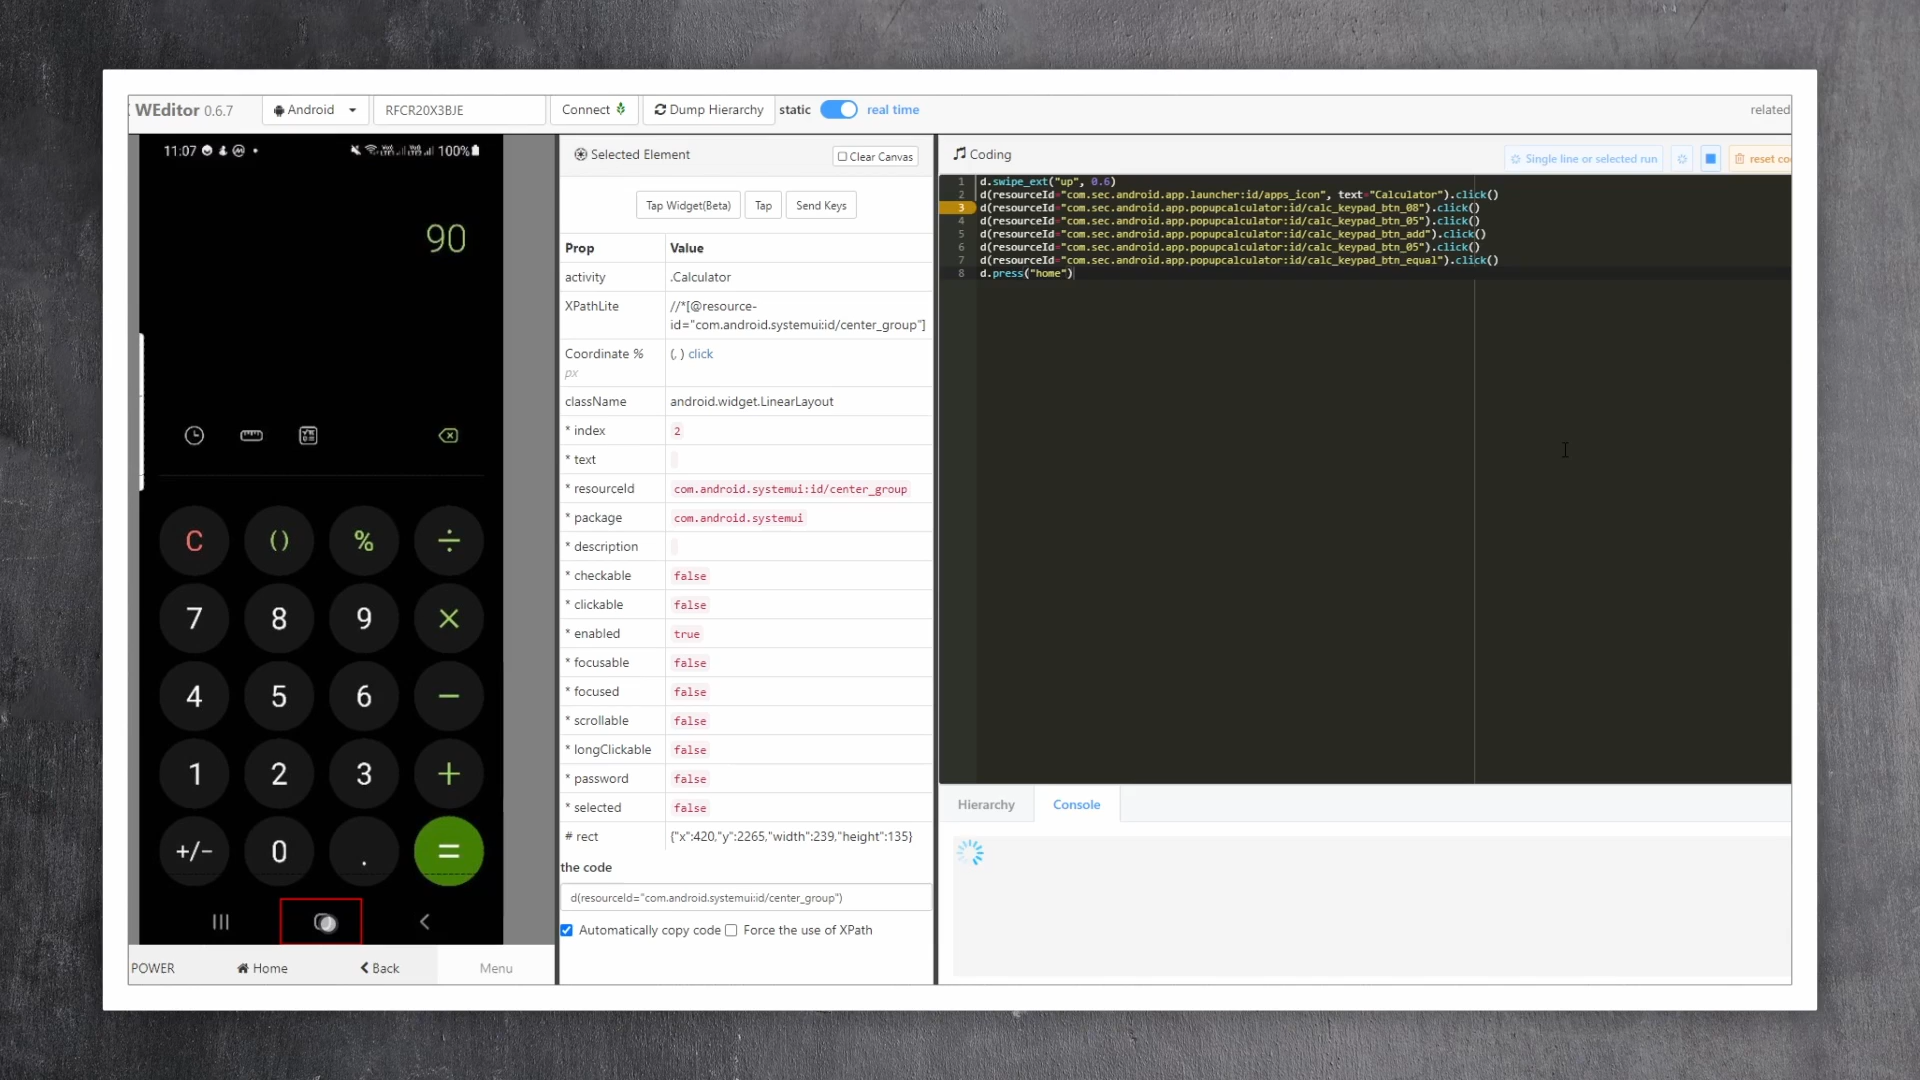 WEditor 0.6.7
Android
RFCR20X3BJE
Connect
Dump Hierarchy
static
real time
related
11:07
100%
90
C
()
%
÷
7
8
9
×
4
5
6
−
1
2
3
+
+/−
0
.
=
POWER
Home
Back
Menu
Selected Element
Clear Canvas
Tap Widget(Beta)
Tap
Send Keys
Prop Value
activity .Calculator
XPathLite //*[@resource-
id="com.android.systemui:id/center_group"]
Coordinate % (, ) click
px
className android.widget.LinearLayout
* index 2
* text
* resourceId com.android.systemui:id/center_group
* package com.android.systemui
* description
* checkable false
* clickable false
* enabled true
* focusable false
* focused false
* scrollable false
* longClickable false
* password false
* selected false
# rect {"x":420,"y":2265,"width":239,"height":135}
the code
d(resourceId="com.android.systemui:id/center_group")
Automatically copy code Force the use of XPath
Coding
Single line or selected run
reset co
1 d.swipe_ext("up", 0.6)
2 d(resourceId="com.sec.android.app.launcher:id/apps_icon", text="Calculator").click()
3 d(resourceId="com.sec.android.app.popupcalculator:id/calc_keypad_btn_08").click()
4 d(resourceId="com.sec.android.app.popupcalculator:id/calc_keypad_btn_05").click()
5 d(resourceId="com.sec.android.app.popupcalculator:id/calc_keypad_btn_add").click()
6 d(resourceId="com.sec.android.app.popupcalculator:id/calc_keypad_btn_05").click()
7 d(resourceId="com.sec.android.app.popupcalculator:id/calc_keypad_btn_equal").click()
8 d.press("home")
Hierarchy
Console